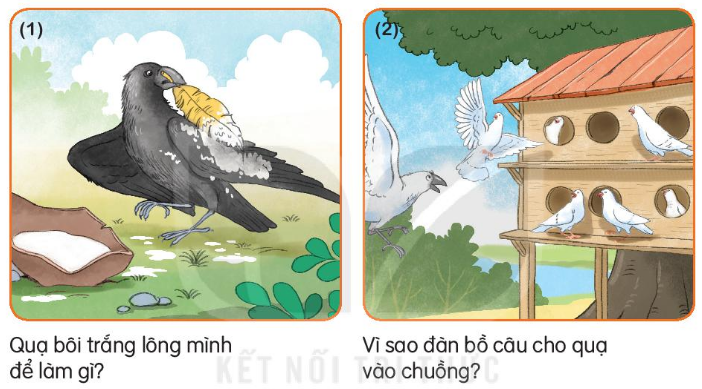 (1)
(2)
Quạ bôi trắng lông mình
để làm gì?
Vì sao đàn bồ câu cho quạ
vào chuồng?
KẾT NỐI TRI THỨC